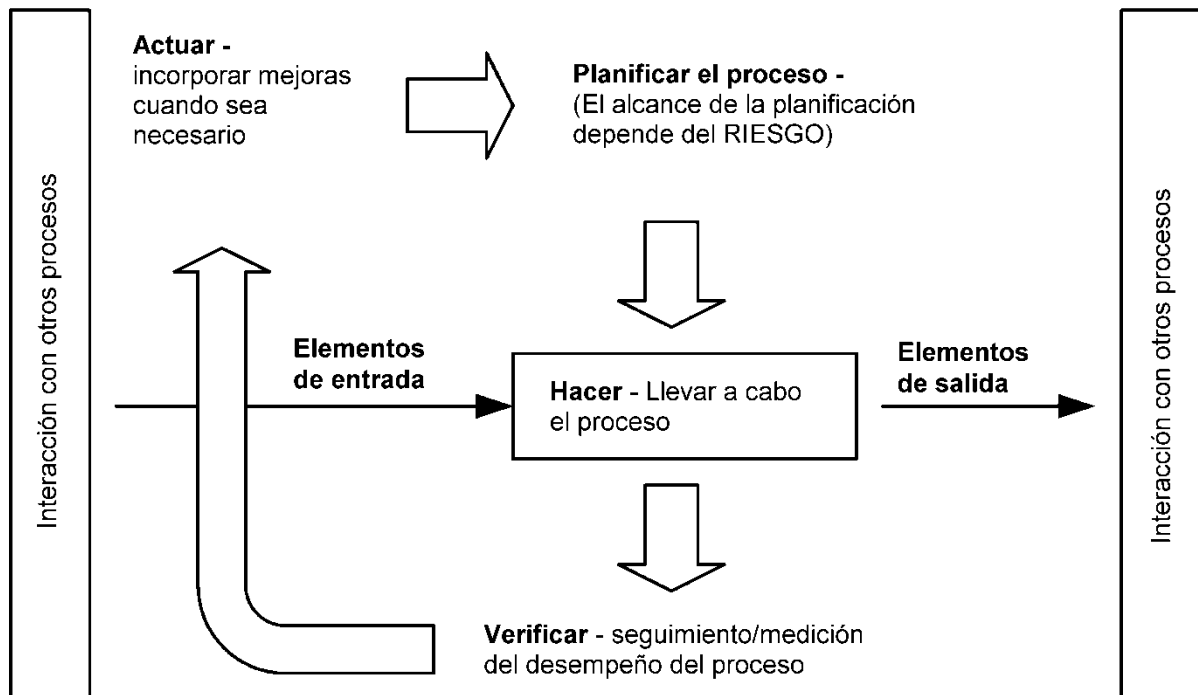 Interacción con otros procesos
Actuar -
incorporar mejoras
cuando sea
necesario
Planificar el proceso -
(El alcance de la planificación
depende del RIESGO)
Elementos
de entrada
Hacer - Llevar a cabo
el proceso
Elementos
de salida
Verificar - seguimiento/medición
del desempeño del proceso
Interacción con otros procesos